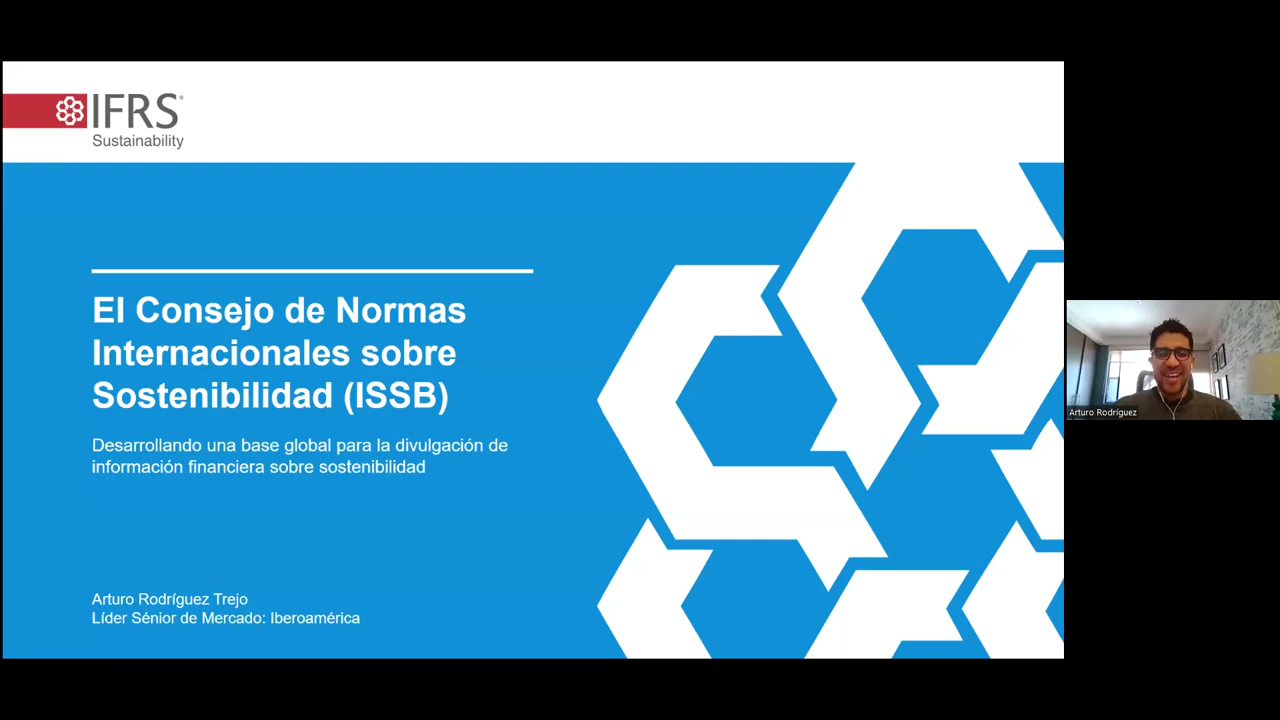 IFRS®
Sustainability
El Consejo de Normas
Internacionales sobre
Sostenibilidad (ISSB)
Desarrollando una base global para la divulgación de
información financiera sobre sostenibilidad
Arturo Rodríguez Trejo
Líder Sénior de Mercado: Iberoamérica
Arturo Rodríguez